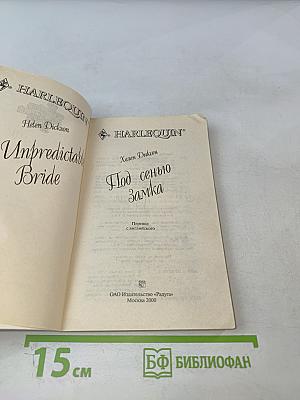 HARLEQUIN
Helen Dickson
Unpredictable
Bride
HARLEQUIN®
Хелен Диксон
Под сенью
замка
Перевод
с английского
ОАО Издательство «Радуга»
Москва 2000
15 см
БФ БИБЛИОФАН